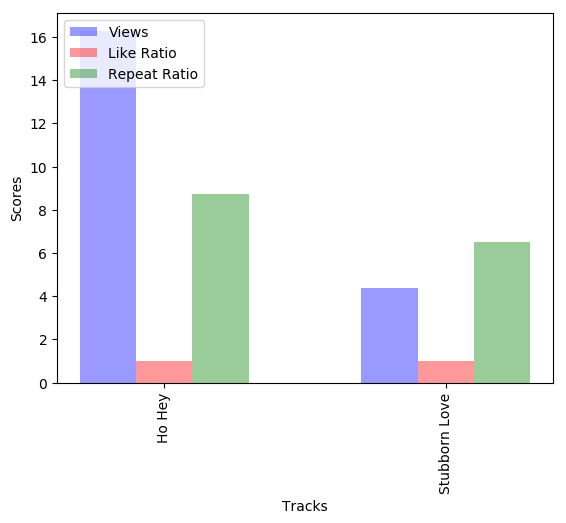 Views
Like Ratio
Repeat Ratio
16
14
12
10
8
6
4
2
0
Scores
Ho Hey
Stubborn Love
Tracks